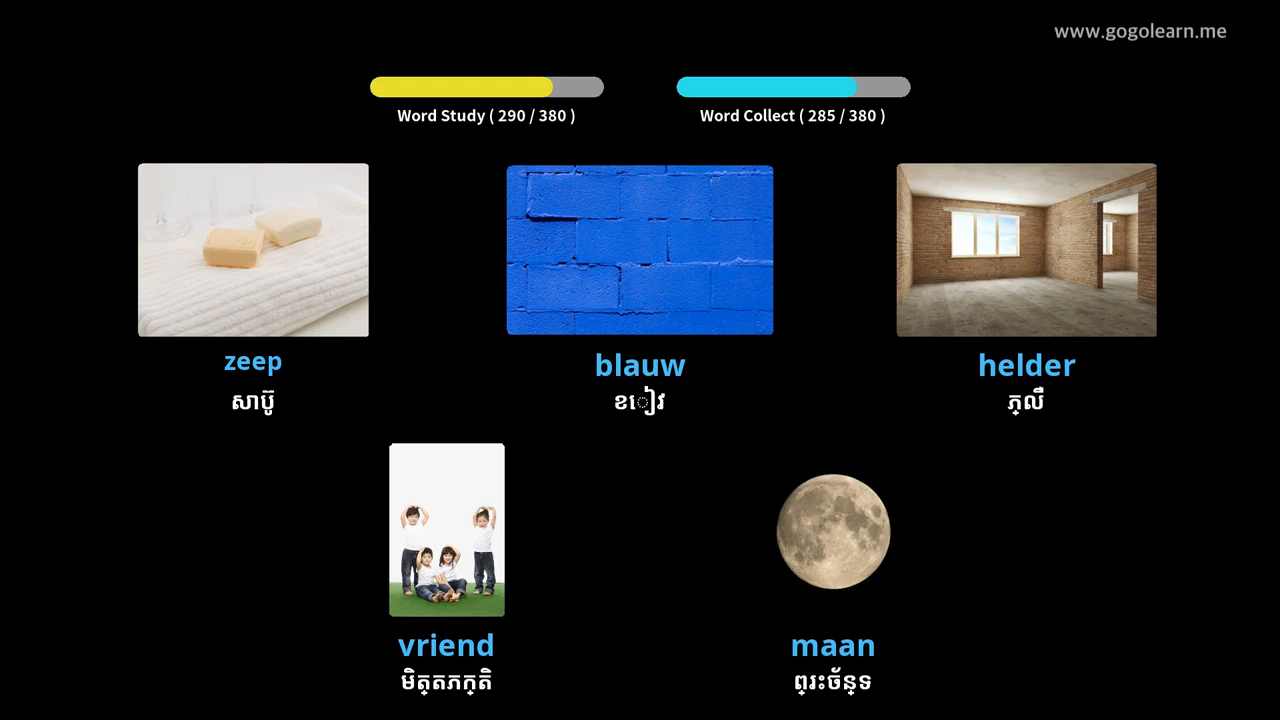 www.gogolearn.me
Word Study ( 290 / 380 )
Word Collect ( 285 / 380 )
zeep
សាប៊ូ
blauw
ខៀវ
helder
ភ្លឺ
vriend
មិត្តភក្តិ
maan
ព្រះច័ន្ទ